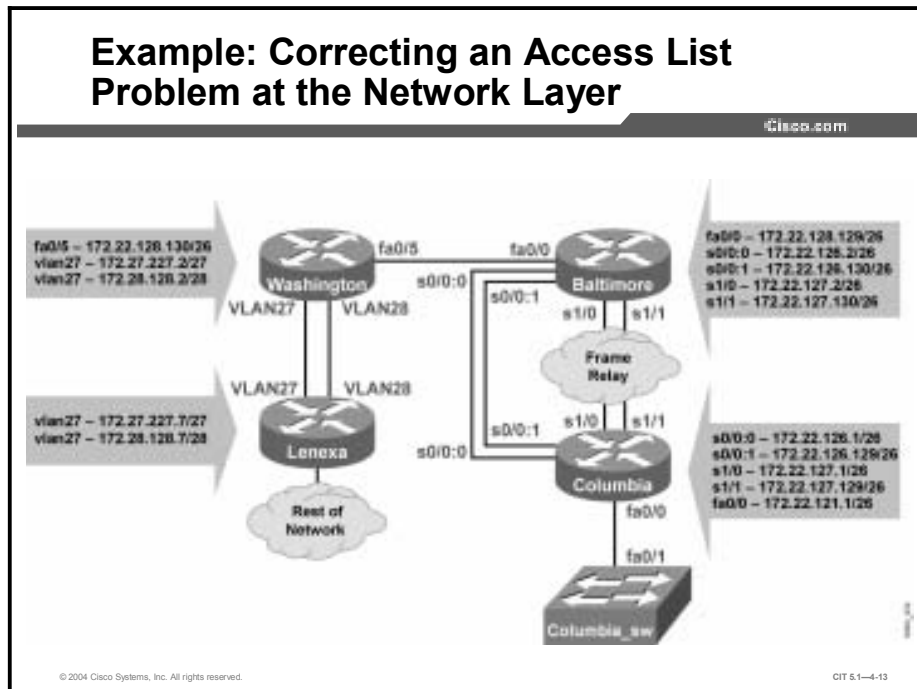 Example: Correcting an Access List
Problem at the Network Layer
Cisco.com
fa0/5 – 172.22.128.130/26
vlan27 – 172.27.227.2/27
vlan27 – 172.28.128.2/28
Washington
fa0/5
fa0/0
Baltimore
fa0/0 – 172.22.128.129/26
s0/0:0 – 172.22.126.2/26
s0/0:1 – 172.22.126.130/26
s1/0 – 172.22.127.2/26
s1/1 – 172.22.127.130/26
s0/0:0
s0/0:1
VLAN27
VLAN28
s1/0
s1/1
Frame
Relay
VLAN27
VLAN28
s1/0
s1/1
vlan27 – 172.27.227.7/27
vlan27 – 172.28.128.7/28
Lenexa
s0/0:1
s0/0:0
Columbia
s0/0:0 – 172.22.126.1/26
s0/0:1 – 172.22.126.129/26
s1/0 – 172.22.127.1/26
s1/1 – 172.22.127.129/26
fa0/0 – 172.22.121.1/26
Rest of
Network
fa0/0
fa0/1
Columbia_sw
© 2004 Cisco Systems, Inc. All rights reserved.
CIT 5.1—4-13